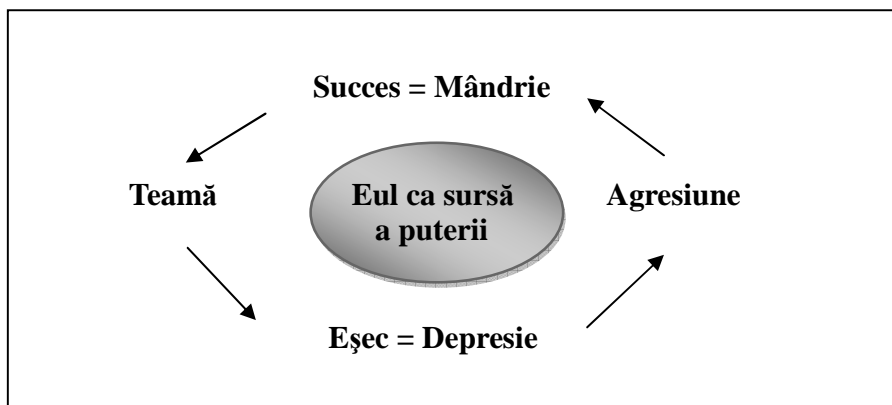 Succes = Mândrie
Teamă
Eul ca sursă
a puterii
Agresiune
Eşec = Depresie